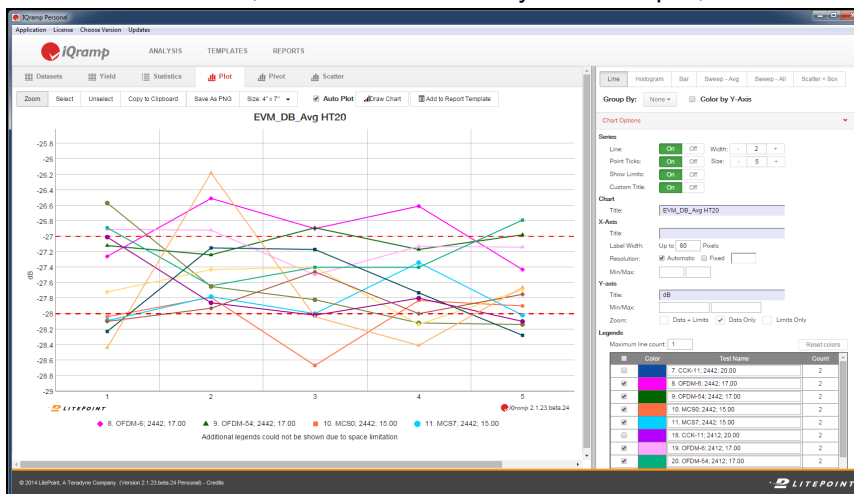 IQramp Personal
Application License Choose Version Updates
iQramp ANALYSIS TEMPLATES REPORTS
Datasets Yield Statistics Plot Pivot Scatter
Zoom Select Unselect Copy to Clipboard Save As PNG Size: 4" x 7" Auto Plot Draw Chart Add to Report Template
EVM_DB_Avg HT20
-25.8
-26
-26.2
-26.4
-26.6
-26.8
-27
-27.2
-27.4
-27.6
-27.8
-28
-28.2
-28.4
-28.6
-28.8
-29
dB
1 2 3 4 5
LITEPOINT
iQramp 2.1.23.beta.24
8. OFDM-6; 2442; 17.00 9. OFDM-54; 2442; 17.00 10. MCS0; 2442; 15.00 11. MCS7; 2442; 15.00
Additional legends could not be shown due to space limitation
Line Histogram Bar Sweep - Avg Sweep - All Scatter + Box
Group By: None Color by Y-Axis
Chart Options
Series
Line: On Off Width: - 2 +
Point Ticks: On Off Size: - 5 +
Show Limits: On Off
Custom Title: On Off
Chart
Title: EVM_DB_Avg HT20
X-Axis
Title:
Label Width: Up to 80 Pixels
Resolution: Automatic Fixed
Min/Max:
Y-axis
Title: dB
Min/Max:
Zoom: Data + Limits Data Only Limits Only
Legends
Maximum line count: 1 Reset colors
Color Test Name Count
7. CCK-11; 2442; 20.00 2
8. OFDM-6; 2442; 17.00 2
9. OFDM-54; 2442; 17.00 2
10. MCS0; 2442; 15.00 2
11. MCS7; 2442; 15.00 2
18. CCK-11; 2412; 20.00 2
19. OFDM-6; 2412; 17.00 2
20. OFDM-54; 2412; 17.00 2
© 2014 LitePoint, A Teradyne Company. (Version 2.1.23.beta.24 Personal) - Credits
LITEPOINT